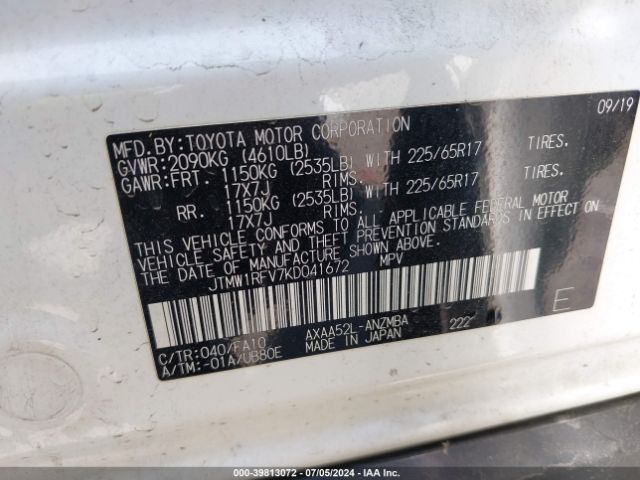 09/19
MFD.BY:TOYOTA MOTOR CORPORATION
GVWR:2090KG (4610LB)
GAWR:FRT. 1150KG (2535LB) WITH 225/65R17 TIRES.
17X7J RIMS.
RR. 1150KG (2535LB) WITH 225/65R17 TIRES.
17X7J RIMS.
THIS VEHICLE CONFORMS TO ALL APPLICABLE FEDERAL MOTOR
VEHICLE SAFETY AND THEFT PREVENTION STANDARDS IN EFFECT ON
THE DATE OF MANUFACTURE SHOWN ABOVE.
JTMW1RFV7KD041672 MPV
C/TR:040/FA10 AXAA52L-ANZMBA 222
A/TM:-01A/UB80E MADE IN JAPAN
E
000-39813072 / 07/05/2024 / IAA Inc.